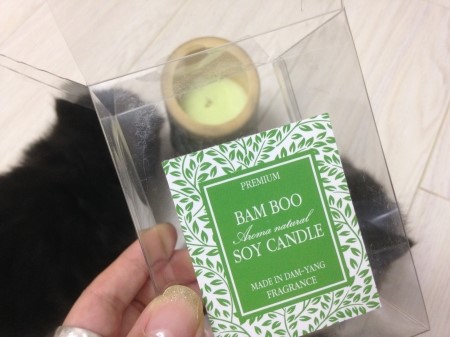 PREMIUM
BAM BOO
Aroma natural
SOY CANDLE
MADE IN DAM-YANG
FRAGRANCE